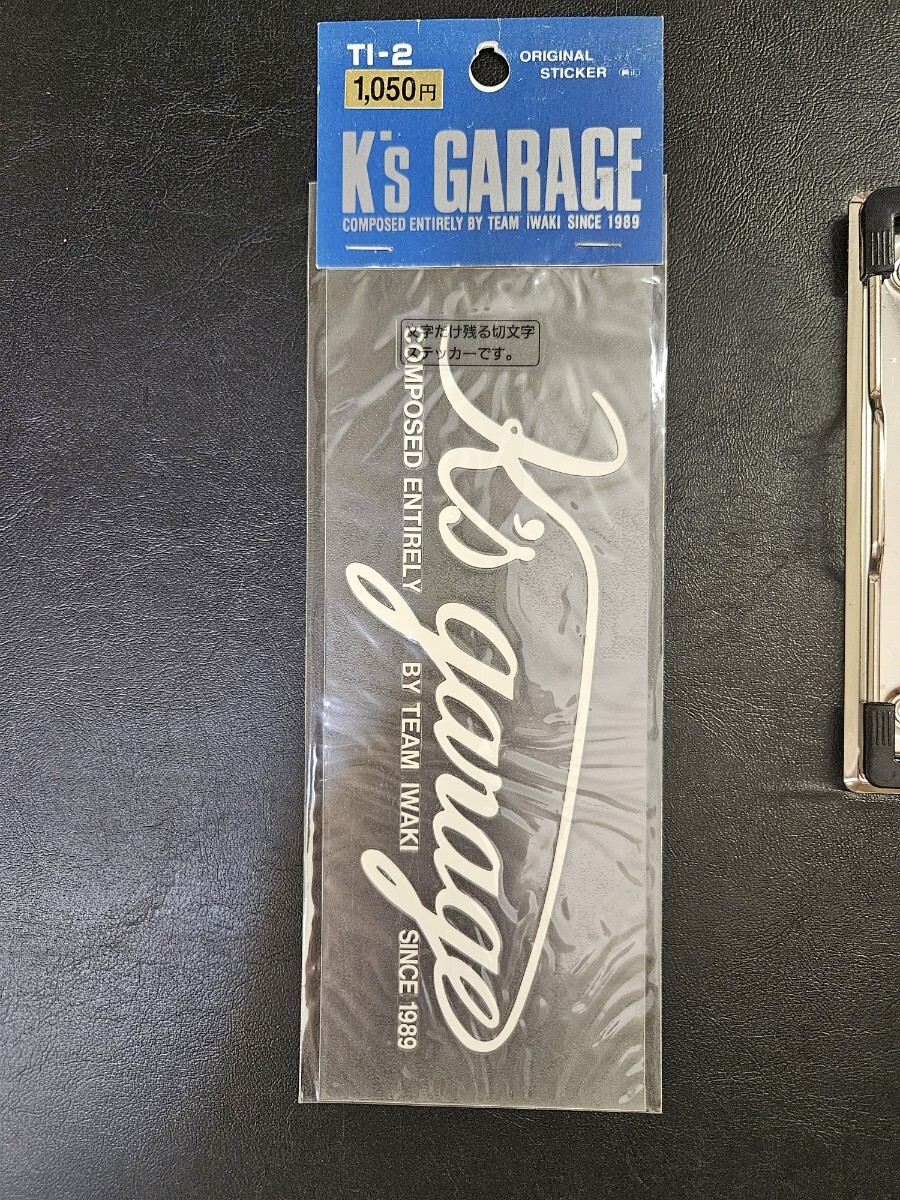 TI-2
ORIGINAL
STICKER
1,050円
K's GARAGE
COMPOSED ENTIRELY BY TEAM IWAKI SINCE 1989
文字だけ残る切文字
ステッカーです。
K's garage
COMPOSED ENTIRELY BY TEAM IWAKI SINCE 1989